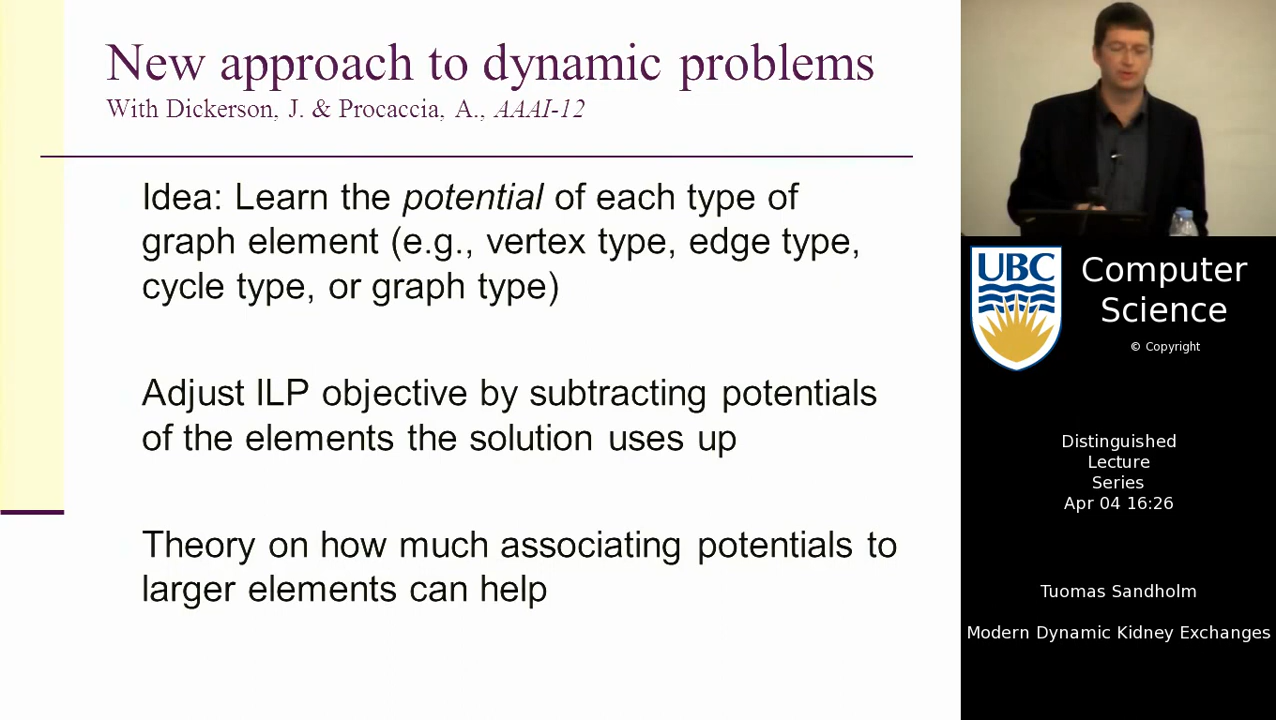 New approach to dynamic problems
With Dickerson, J. & Procaccia, A., AAAI-12
Idea: Learn the potential of each type of
graph element (e.g., vertex type, edge type,
cycle type, or graph type)
Adjust ILP objective by subtracting potentials
of the elements the solution uses up
Theory on how much associating potentials to
larger elements can help
UBC
Computer
Science
© Copyright
Distinguished
Lecture
Series
Apr 04 16:26
Tuomas Sandholm
Modern Dynamic Kidney Exchanges